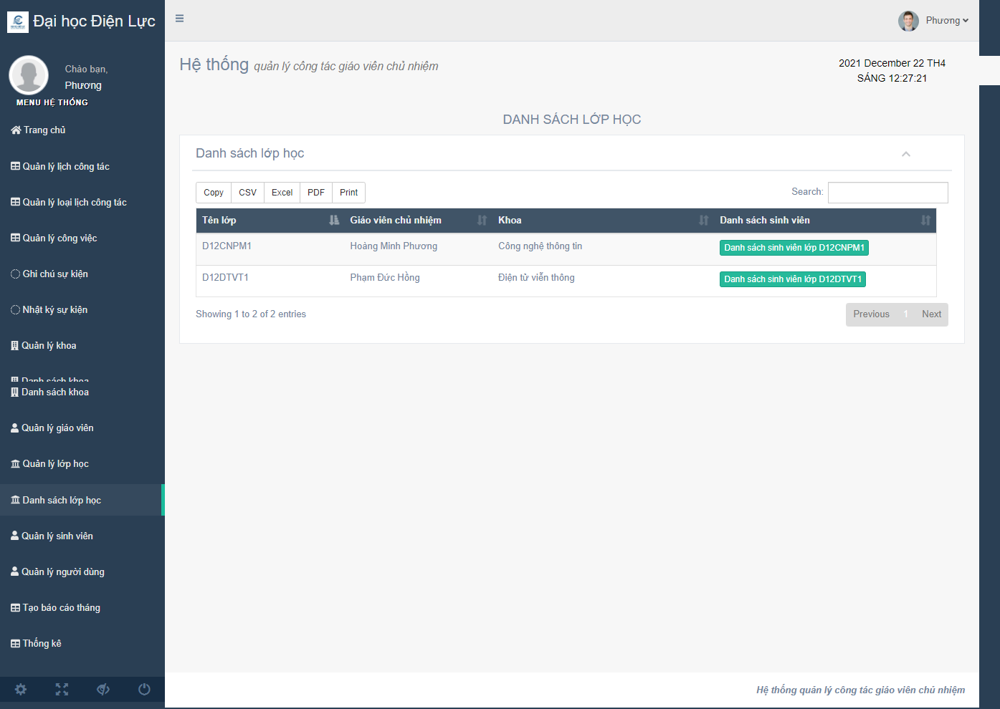 Đại học Điện Lực
Chào bạn,
Phương
MENU HỆ THỐNG
Trang chủ
Quản lý lịch công tác
Quản lý loại lịch công tác
Quản lý công việc
Ghi chú sự kiện
Nhật ký sự kiện
Quản lý khoa
Danh sách khoa
Danh sách khoa
Quản lý giáo viên
Quản lý lớp học
Danh sách lớp học
Quản lý sinh viên
Quản lý người dùng
Tạo báo cáo tháng
Thống kê
Phương
Hệ thống quản lý công tác giáo viên chủ nhiệm
2021 December 22 TH4
SÁNG 12:27:21
DANH SÁCH LỚP HỌC
Danh sách lớp học
Copy CSV Excel PDF Print
Search:
Tên lớp Giáo viên chủ nhiệm Khoa Danh sách sinh viên
D12CNPM1 Hoàng Minh Phương Công nghệ thông tin Danh sách sinh viên lớp D12CNPM1
D12DTVT1 Phạm Đức Hồng Điện tử viễn thông Danh sách sinh viên lớp D12DTVT1
Showing 1 to 2 of 2 entries
Previous 1 Next
Hệ thống quản lý công tác giáo viên chủ nhiệm